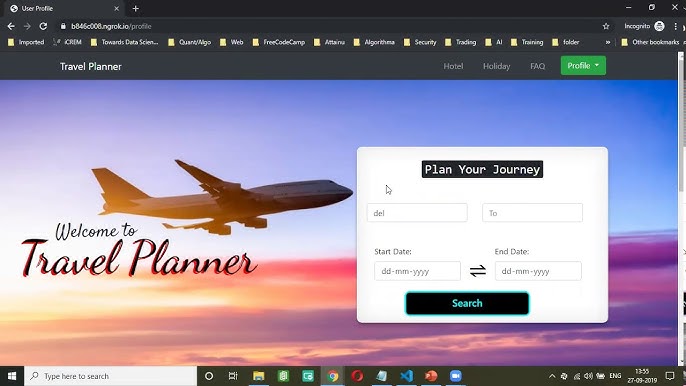 User Profile
b846c008.ngrok.io/profile
Incognito
Imported
iCREM
Towards Data Scien...
Quant/Algo
Web
FreeCodeCamp
Attainu
Algorithma
Security
Trading
AI
Training
folder
»
Other bookmarks
Travel Planner
Hotel
Holiday
FAQ
Profile
Plan Your Journey
del
To
Welcome to
Travel Planner
Start Date:
End Date:
dd-mm-yyyy
dd-mm-yyyy
Search
Type here to search
ENG
13:55
27-09-2019